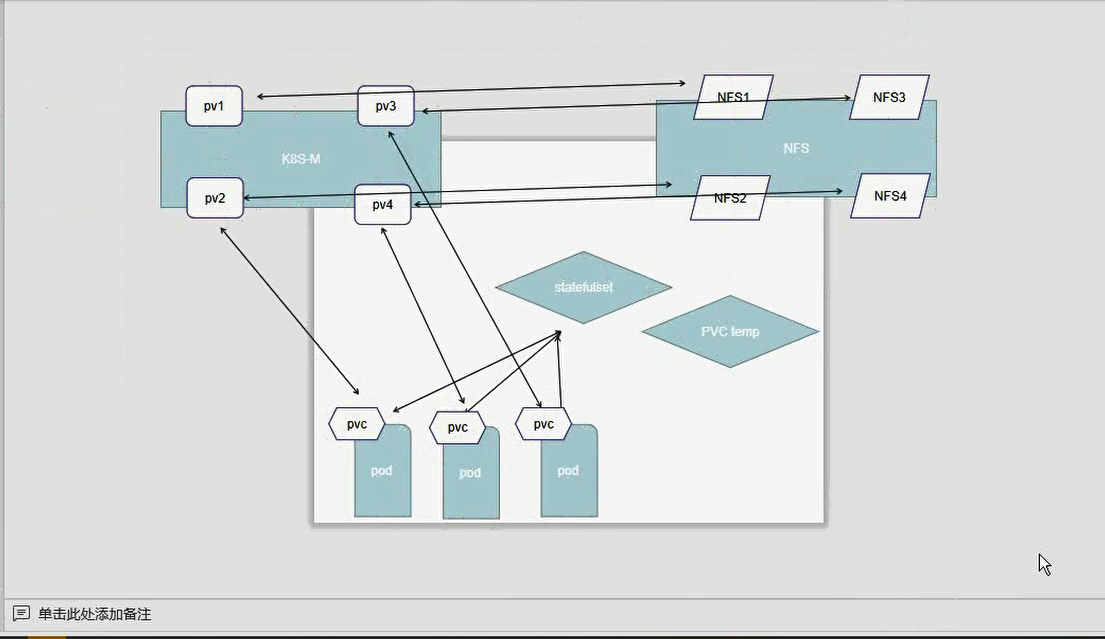 pv1
pv3
NFS1
NFS3
K8S-M
NFS
pv2
pv4
NFS2
NFS4
statefulset
PVC temp
pvc
pvc
pvc
pod
pod
pod
单击此处添加备注